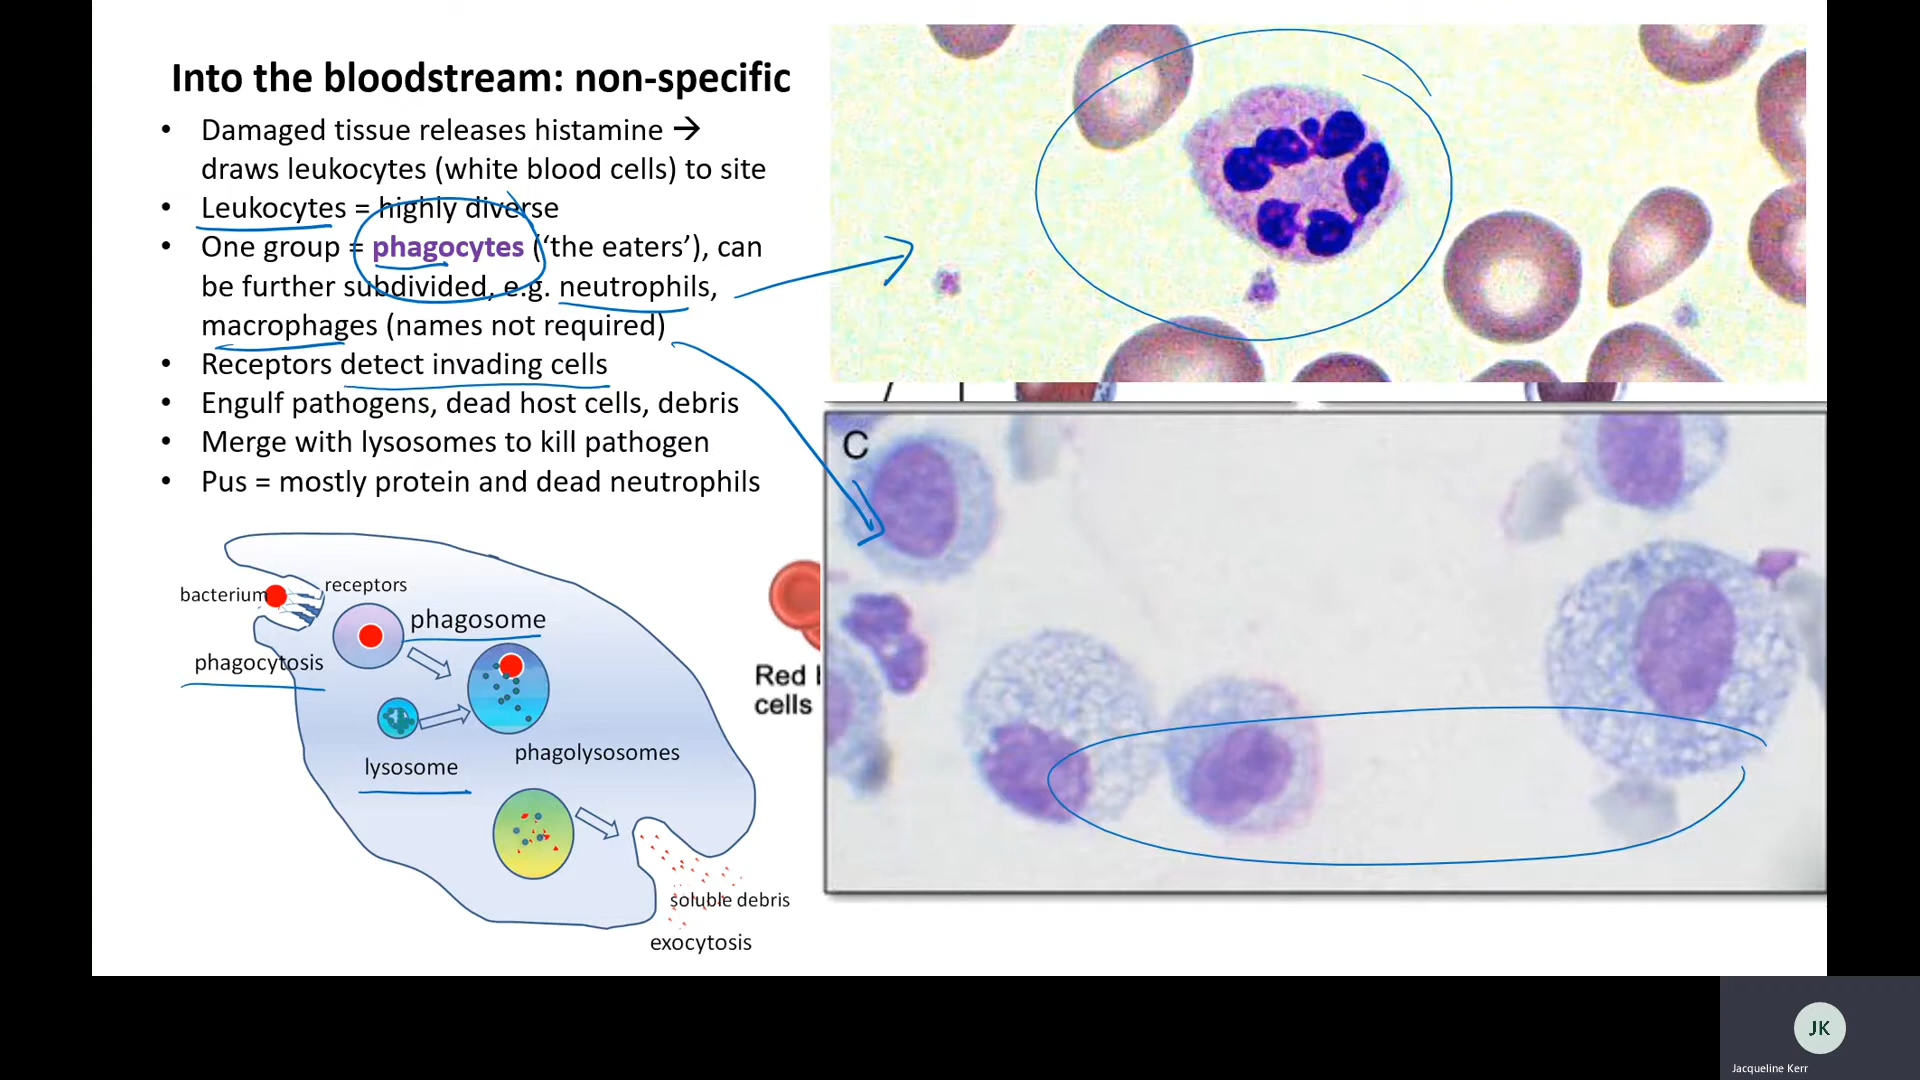 Into the bloodstream: non-specific
• Damaged tissue releases histamine →
draws leukocytes (white blood cells) to site
• Leukocytes = highly diverse
• One group = phagocytes (‘the eaters’), can
be further subdivided, e.g. neutrophils,
macrophages (names not required)
• Receptors detect invading cells
• Engulf pathogens, dead host cells, debris
• Merge with lysosomes to kill pathogen
• Pus = mostly protein and dead neutrophils
bacterium
receptors
phagosome
phagocytosis
lysosome
phagolysosomes
soluble debris
exocytosis
Red
cells
C
JK
Jacqueline Kerr